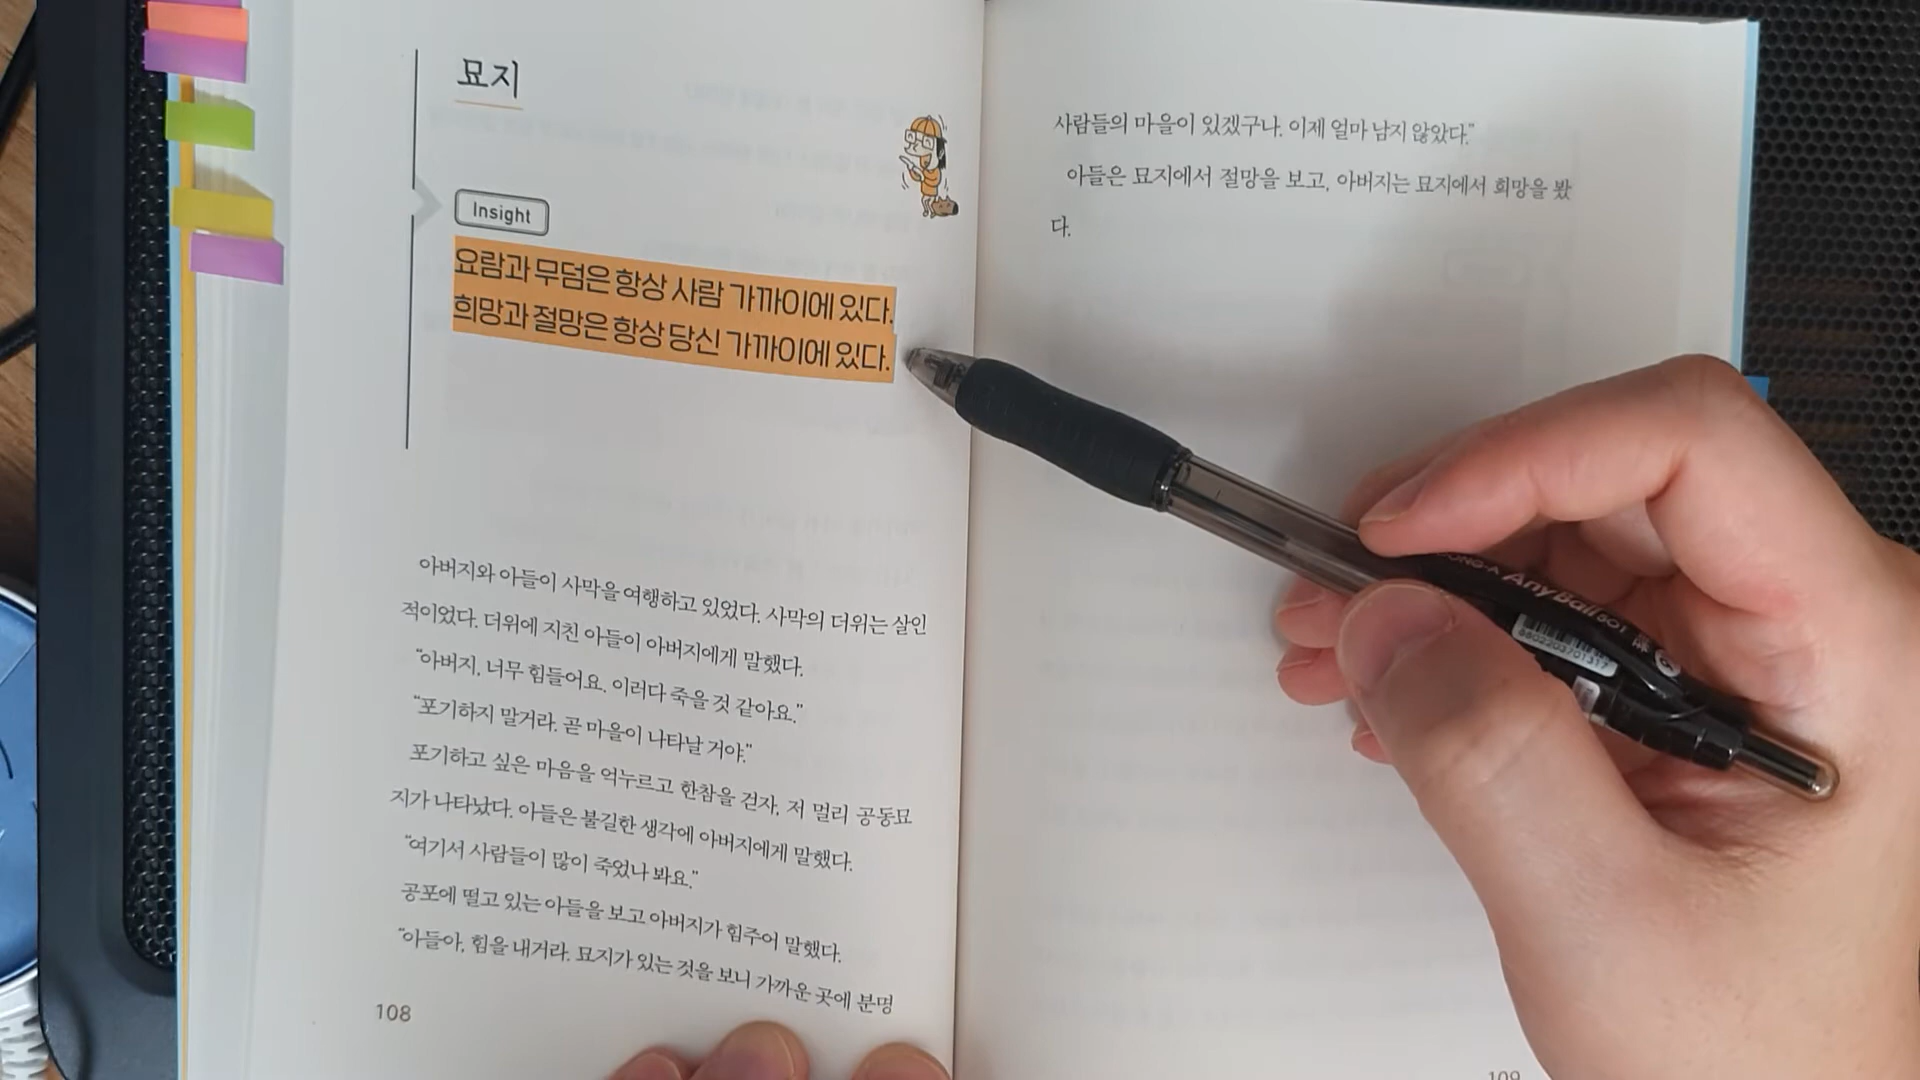 묘지
Insight
요람과 무덤은 항상 사람 가까이에 있다.
희망과 절망은 항상 당신 가까이에 있다.
아버지와 아들이 사막을 여행하고 있었다. 사막의 더위는 살인
적이었다. 더위에 지친 아들이 아버지에게 말했다.
“아버지, 너무 힘들어요. 이러다 죽을 것 같아요.”
“포기하지 말거라. 곧 마을이 나타날 거야.”
포기하고 싶은 마음을 억누르고 한참을 걷자, 저 멀리 공동묘
지가 나타났다. 아들은 불길한 생각에 아버지에게 말했다.
“여기서 사람들이 많이 죽었나 봐요.”
공포에 떨고 있는 아들을 보고 아버지가 힘주어 말했다.
“아들아, 힘을 내거라. 묘지가 있는 것을 보니 가까운 곳에 분명
108
사람들의 마을이 있겠구나. 이제 얼마 남지 않았다.”
아들은 묘지에서 절망을 보고, 아버지는 묘지에서 희망을 봤
다.
109
DONG-A AnyBall 501
8802203701317